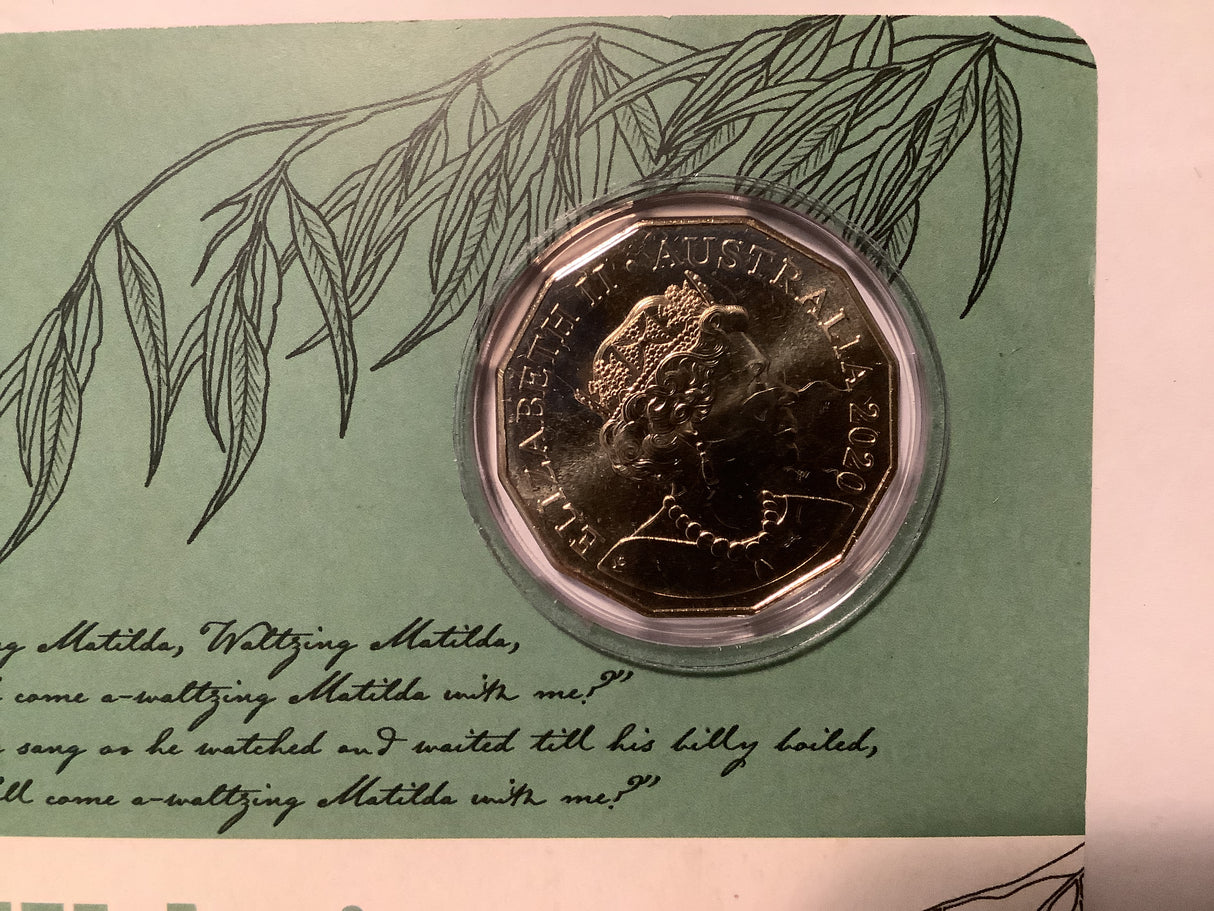 ELIZABETH II · AUSTRALIA 2020
Matilda, Waltzing Matilda,
come a-waltzing Matilda with me?”
sang as he watched and waited till his billy boiled,
come a-waltzing Matilda with me?”